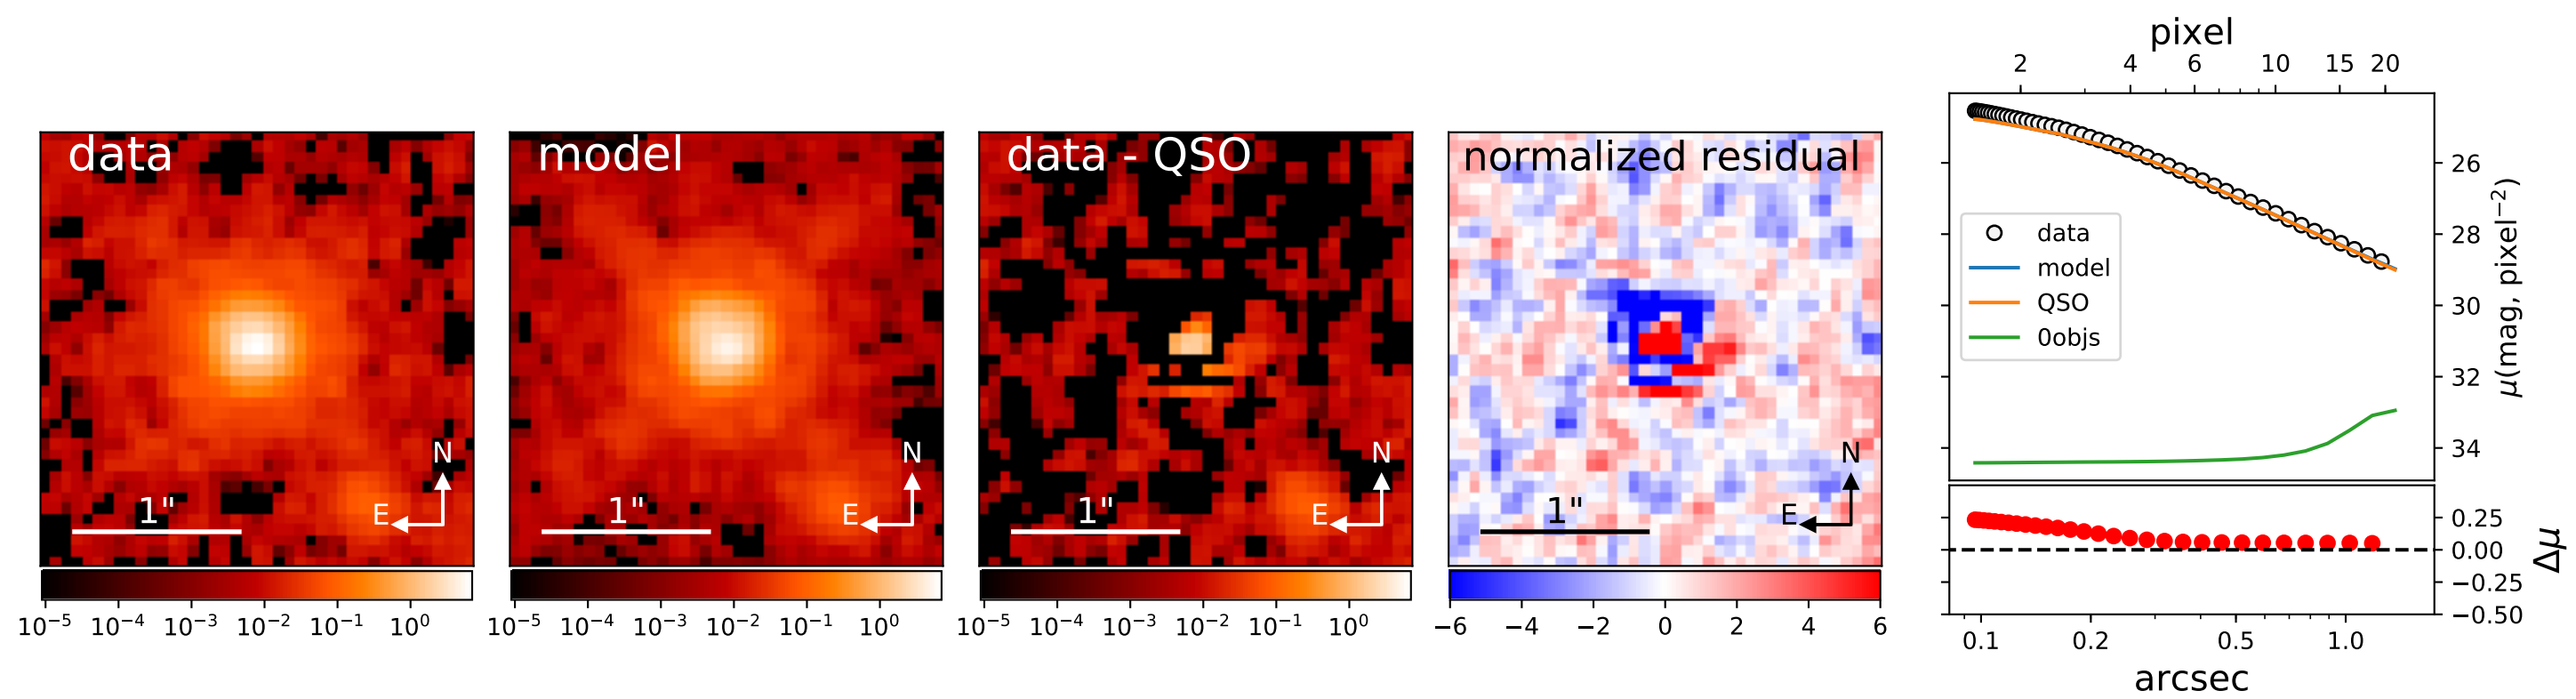 data
N
E
1"
10⁻⁵ 10⁻⁴ 10⁻³ 10⁻² 10⁻¹ 10⁰
model
N
E
1"
10⁻⁵ 10⁻⁴ 10⁻³ 10⁻² 10⁻¹ 10⁰
data - QSO
N
E
1"
10⁻⁵ 10⁻⁴ 10⁻³ 10⁻² 10⁻¹ 10⁰
normalized residual
N
E
1"
−6 −4 −2 0 2 4 6
pixel
2 4 6 10 15 20
data
model
QSO
0objs
26
28
30
32
34
μ(mag, pixel⁻²)
0.25
0.00
−0.25
−0.50
Δμ
0.1 0.2 0.5 1.0
arcsec